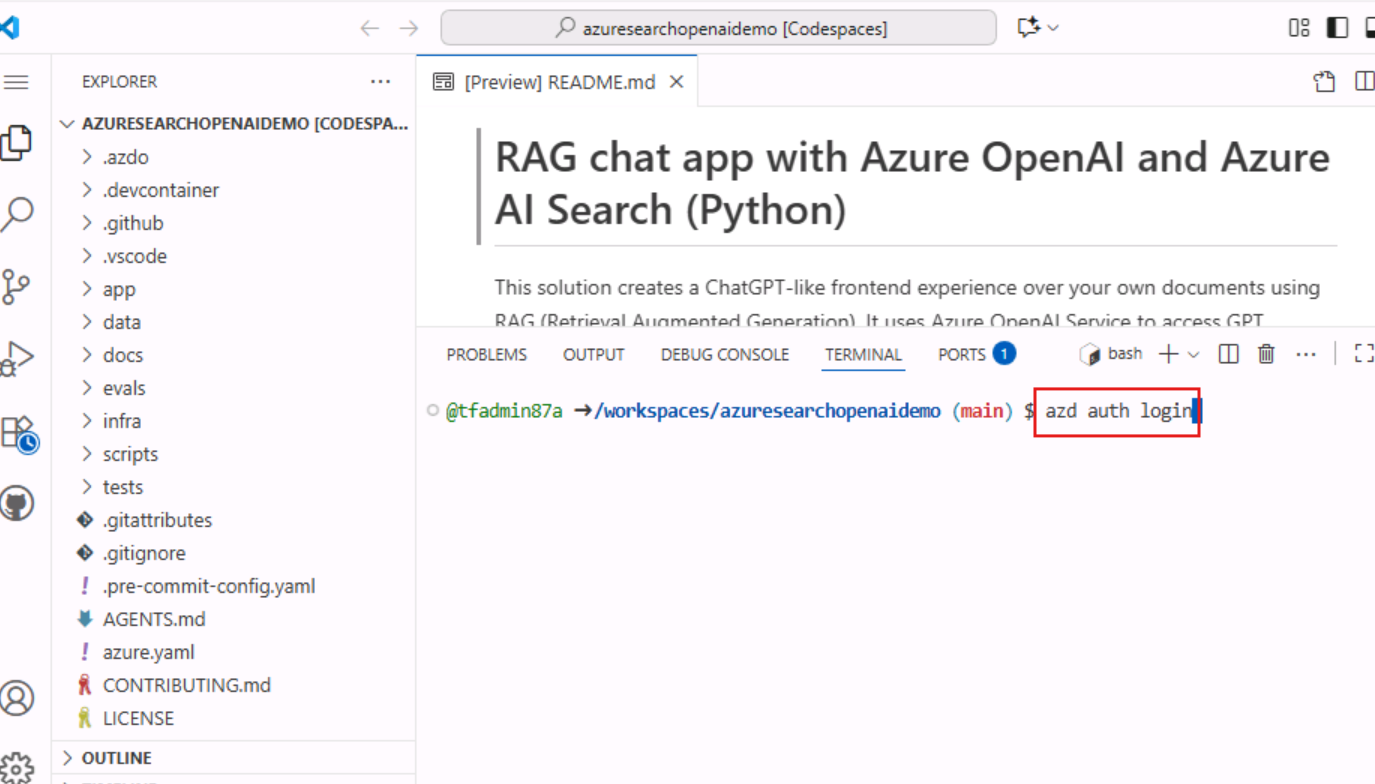 azuresearchopenaidemo [Codespaces]
EXPLORER
[Preview] README.md
AZURESEARCHOPENAIDEMO [CODESPA...
.azdo
.devcontainer
.github
.vscode
app
data
docs
evals
infra
scripts
tests
.gitattributes
.gitignore
.pre-commit-config.yaml
AGENTS.md
azure.yaml
CONTRIBUTING.md
LICENSE
OUTLINE
RAG chat app with Azure OpenAI and Azure
AI Search (Python)
This solution creates a ChatGPT-like frontend experience over your own documents using
RAG (Retrieval Augmented Generation). It uses Azure OpenAI Service to access GPT
PROBLEMS OUTPUT DEBUG CONSOLE TERMINAL PORTS 1 bash
@tfadmin87a ➜/workspaces/azuresearchopenaidemo (main) $ azd auth login